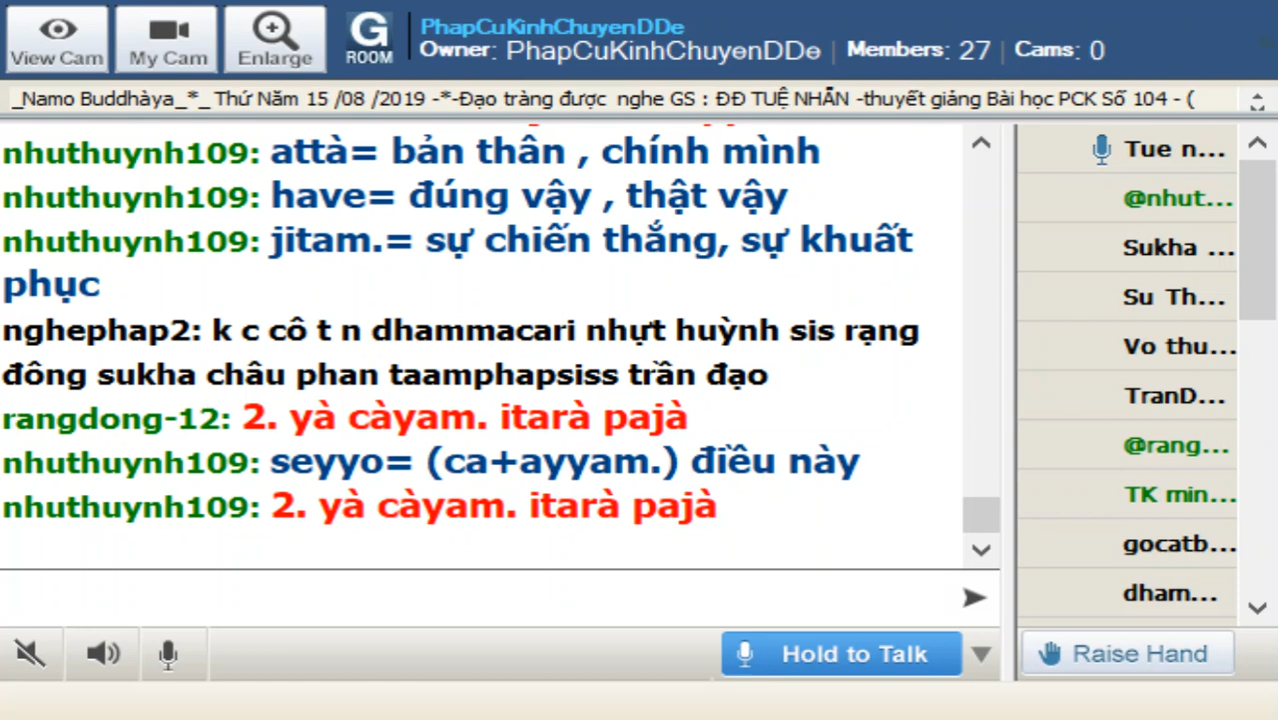 PhapCuKinhChuyenDDe
View Cam
My Cam
Enlarge
G
ROOM
Owner: PhapCuKinhChuyenDDe | Members: 27 | Cams: 0
_Namo Buddhàya_*_ Thứ Năm 15 /08 /2019 -*-Đạo tràng được nghe GS : ĐĐ TUỆ NHẪN -thuyết giảng Bài học PCK Số 104 - (
nhuthuynh109: attà= bản thân , chính mình
nhuthuynh109: have= đúng vậy , thật vậy
nhuthuynh109: jitam.= sự chiến thắng, sự khuất
phục
nghephap2: k c cô t n dhammacari nhựt huỳnh sis rạng
đông sukha châu phan taamphapsiss trần đạo
rangdong-12: 2. yà càyam. itarà pajà
nhuthuynh109: seyyo= (ca+ayyam.) điều này
nhuthuynh109: 2. yà càyam. itarà pajà
Tue n...
@nhut...
Sukha ...
Su Th...
Vo thu...
TranD...
@rang...
TK min...
gocatb...
dham...
Hold to Talk
Raise Hand